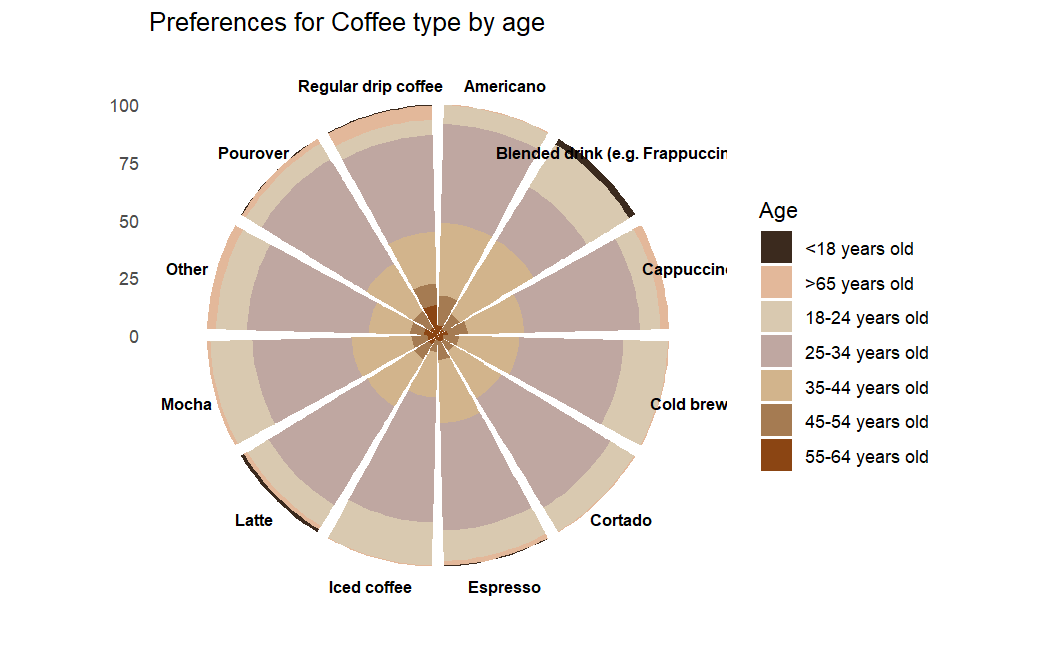 Preferences for Coffee type by age
Regular drip coffee
Americano
100
Pourover
Blended drink (e.g. Frappuccin
75
50
Other
Cappuccin
25
0
Mocha
Cold brew
Latte
Cortado
Iced coffee
Espresso
Age
<18 years old
>65 years old
18-24 years old
25-34 years old
35-44 years old
45-54 years old
55-64 years old